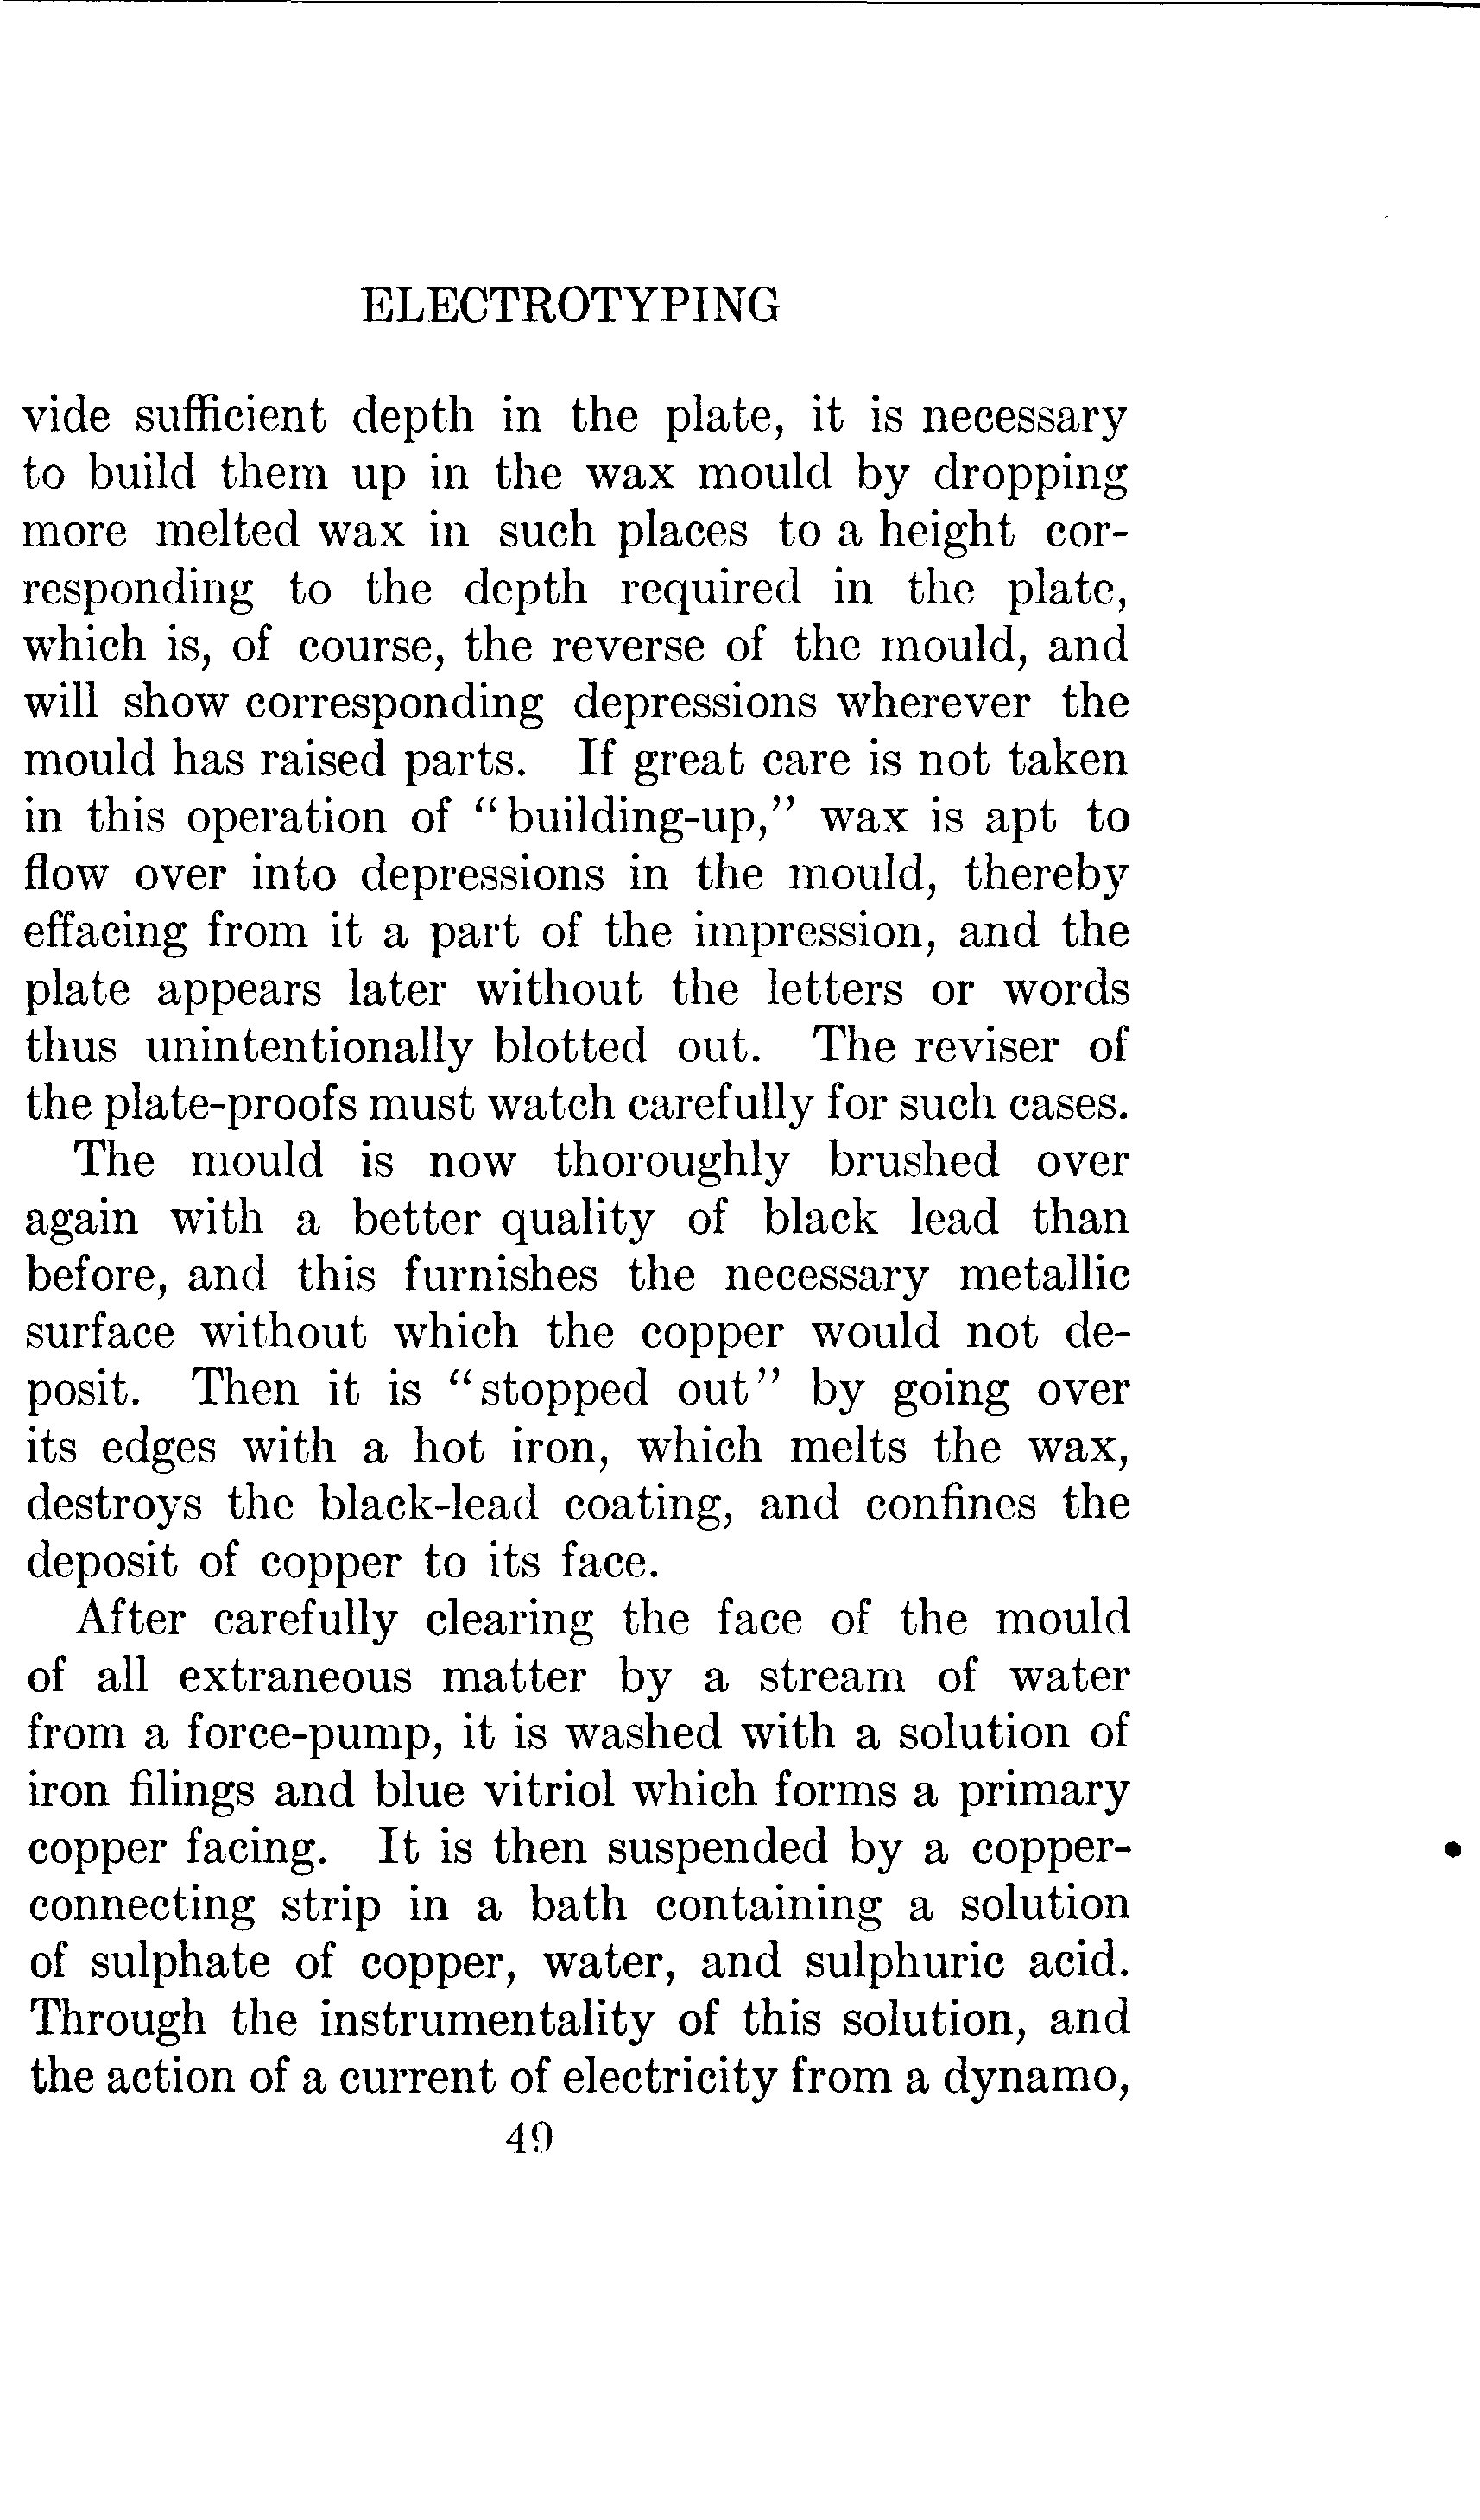 ELECTROTYPING
vide sufficient depth in the plate, it is necessary
to build them up in the wax mould by dropping
more melted wax in such places to a height cor-
responding to the depth required in the plate,
which is, of course, the reverse of the mould, and
will show corresponding depressions wherever the
mould has raised parts. If great care is not taken
in this operation of "building-up," wax is apt to
flow over into depressions in the mould, thereby
effacing from it a part of the impression, and the
plate appears later without the letters or words
thus unintentionally blotted out. The reviser of
the plate-proofs must watch carefully for such cases.
The mould is now thoroughly brushed over
again with a better quality of black lead than
before, and this furnishes the necessary metallic
surface without which the copper would not de-
posit. Then it is "stopped out" by going over
its edges with a hot iron, which melts the wax,
destroys the black-lead coating, and confines the
deposit of copper to its face.
After carefully clearing the face of the mould
of all extraneous matter by a stream of water
from a force-pump, it is washed with a solution of
iron filings and blue vitriol which forms a primary
copper facing. It is then suspended by a copper-
connecting strip in a bath containing a solution
of sulphate of copper, water, and sulphuric acid.
Through the instrumentality of this solution, and
the action of a current of electricity from a dynamo,
49